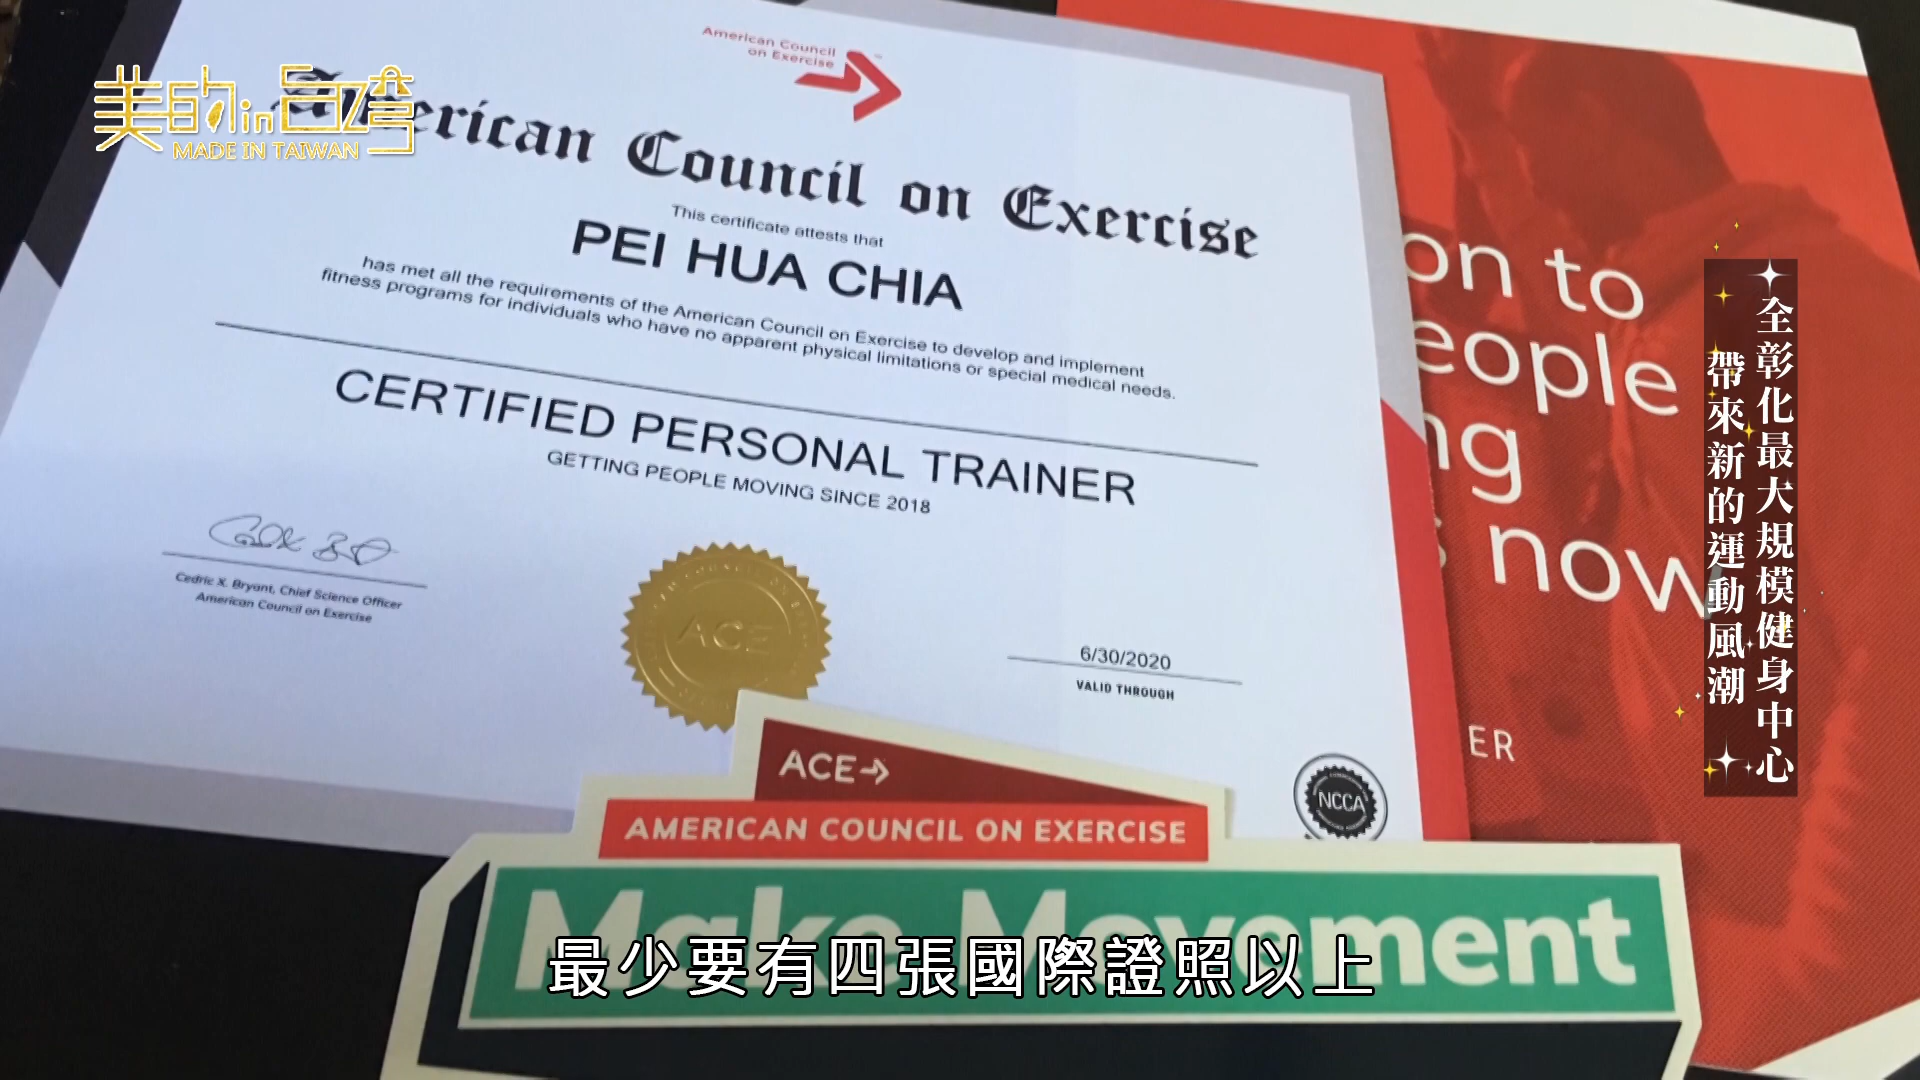 美的in台灣
MADE IN TAIWAN
American Council
on Exercise
American Council on Exercise
This certificate attests that
PEI HUA CHIA
has met all the requirements of the American Council on Exercise to develop and implement
fitness programs for individuals who have no apparent physical limitations or special medical needs.
CERTIFIED PERSONAL TRAINER
GETTING PEOPLE MOVING SINCE 2018
Cedric X. Bryant, Chief Science Officer
American Council on Exercise
ACE
6/30/2020
VALID THROUGH
NCCA
on to
eople
ng
s now
ER
全彰化最大規模健身中心
帶來新的運動風潮
ACE
AMERICAN COUNCIL ON EXERCISE
Make Movement
最少要有四張國際證照以上